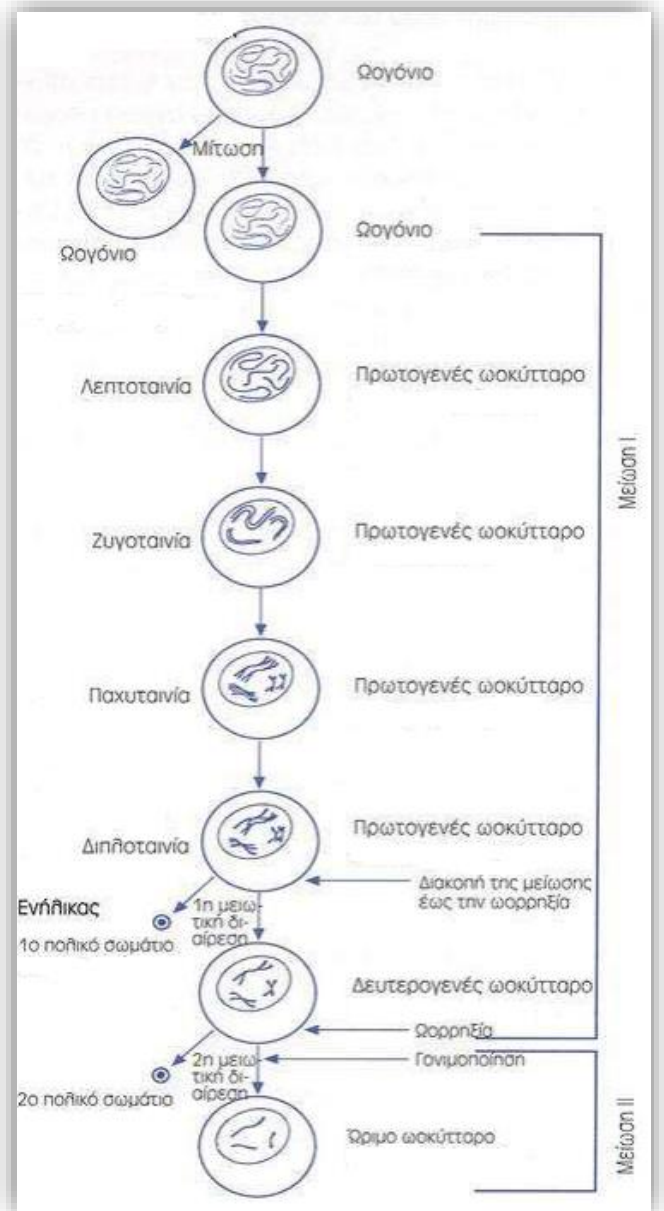 Ωογόνιο
Μίτωση
Ωογόνιο
Ωογόνιο
Λεπτοταινία
Πρωτογενές ωοκύτταρο
Ζυγοταινία
Πρωτογενές ωοκύτταρο
Παχυταινία
Πρωτογενές ωοκύτταρο
Διπλοταινία
Πρωτογενές ωοκύτταρο
Διακοπή της μείωσης
έως την ωορρηξία
Ενήλικας
1ο πολικό σωμάτιο
1η μειω-
τική δι-
αίρεση
Δευτερογενές ωοκύτταρο
Ωορρηξία
Γονιμοποίηση
2ο πολικό σωμάτιο
2η μειω-
τική δι-
αίρεση
Ώριμο ωοκύτταρο
Μείωση Ι
Μείωση ΙΙ